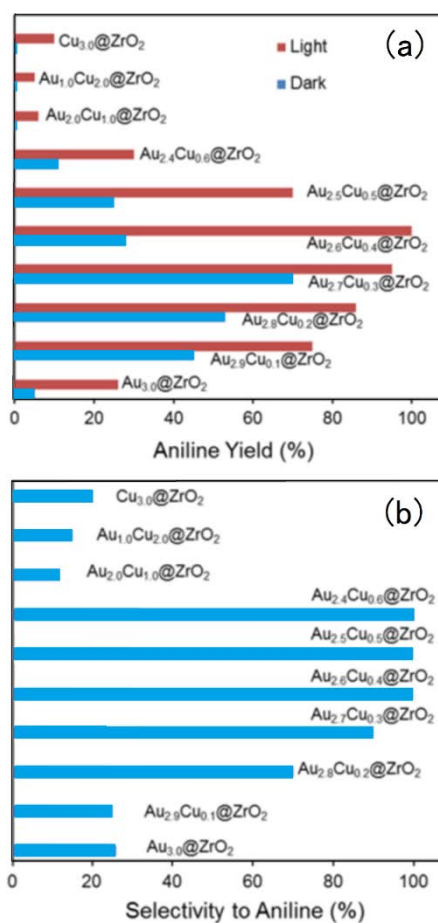 (a)
Cu₃.₀@ZrO₂
Light
Au₁.₀Cu₂.₀@ZrO₂
Dark
Au₂.₀Cu₁.₀@ZrO₂
Au₂.₄Cu₀.₆@ZrO₂
Au₂.₅Cu₀.₅@ZrO₂
Au₂.₆Cu₀.₄@ZrO₂
Au₂.₇Cu₀.₃@ZrO₂
Au₂.₈Cu₀.₂@ZrO₂
Au₂.₉Cu₀.₁@ZrO₂
Au₃.₀@ZrO₂
0 20 40 60 80 100
Aniline Yield (%)
(b)
Cu₃.₀@ZrO₂
Au₁.₀Cu₂.₀@ZrO₂
Au₂.₀Cu₁.₀@ZrO₂
Au₂.₄Cu₀.₆@ZrO₂
Au₂.₅Cu₀.₅@ZrO₂
Au₂.₆Cu₀.₄@ZrO₂
Au₂.₇Cu₀.₃@ZrO₂
Au₂.₈Cu₀.₂@ZrO₂
Au₂.₉Cu₀.₁@ZrO₂
Au₃.₀@ZrO₂
0 20 40 60 80 100
Selectivity to Aniline (%)